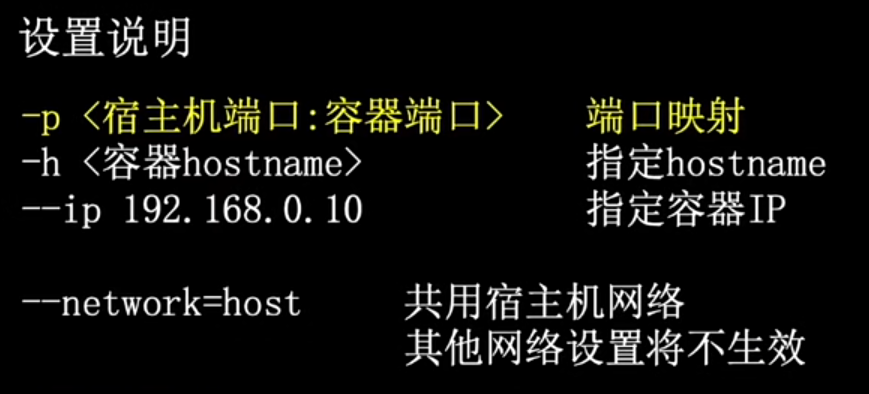 设置说明
-p <宿主机端口:容器端口> 端口映射
-h <容器hostname> 指定hostname
--ip 192.168.0.10 指定容器IP
--network=host 共用宿主机网络
其他网络设置将不生效